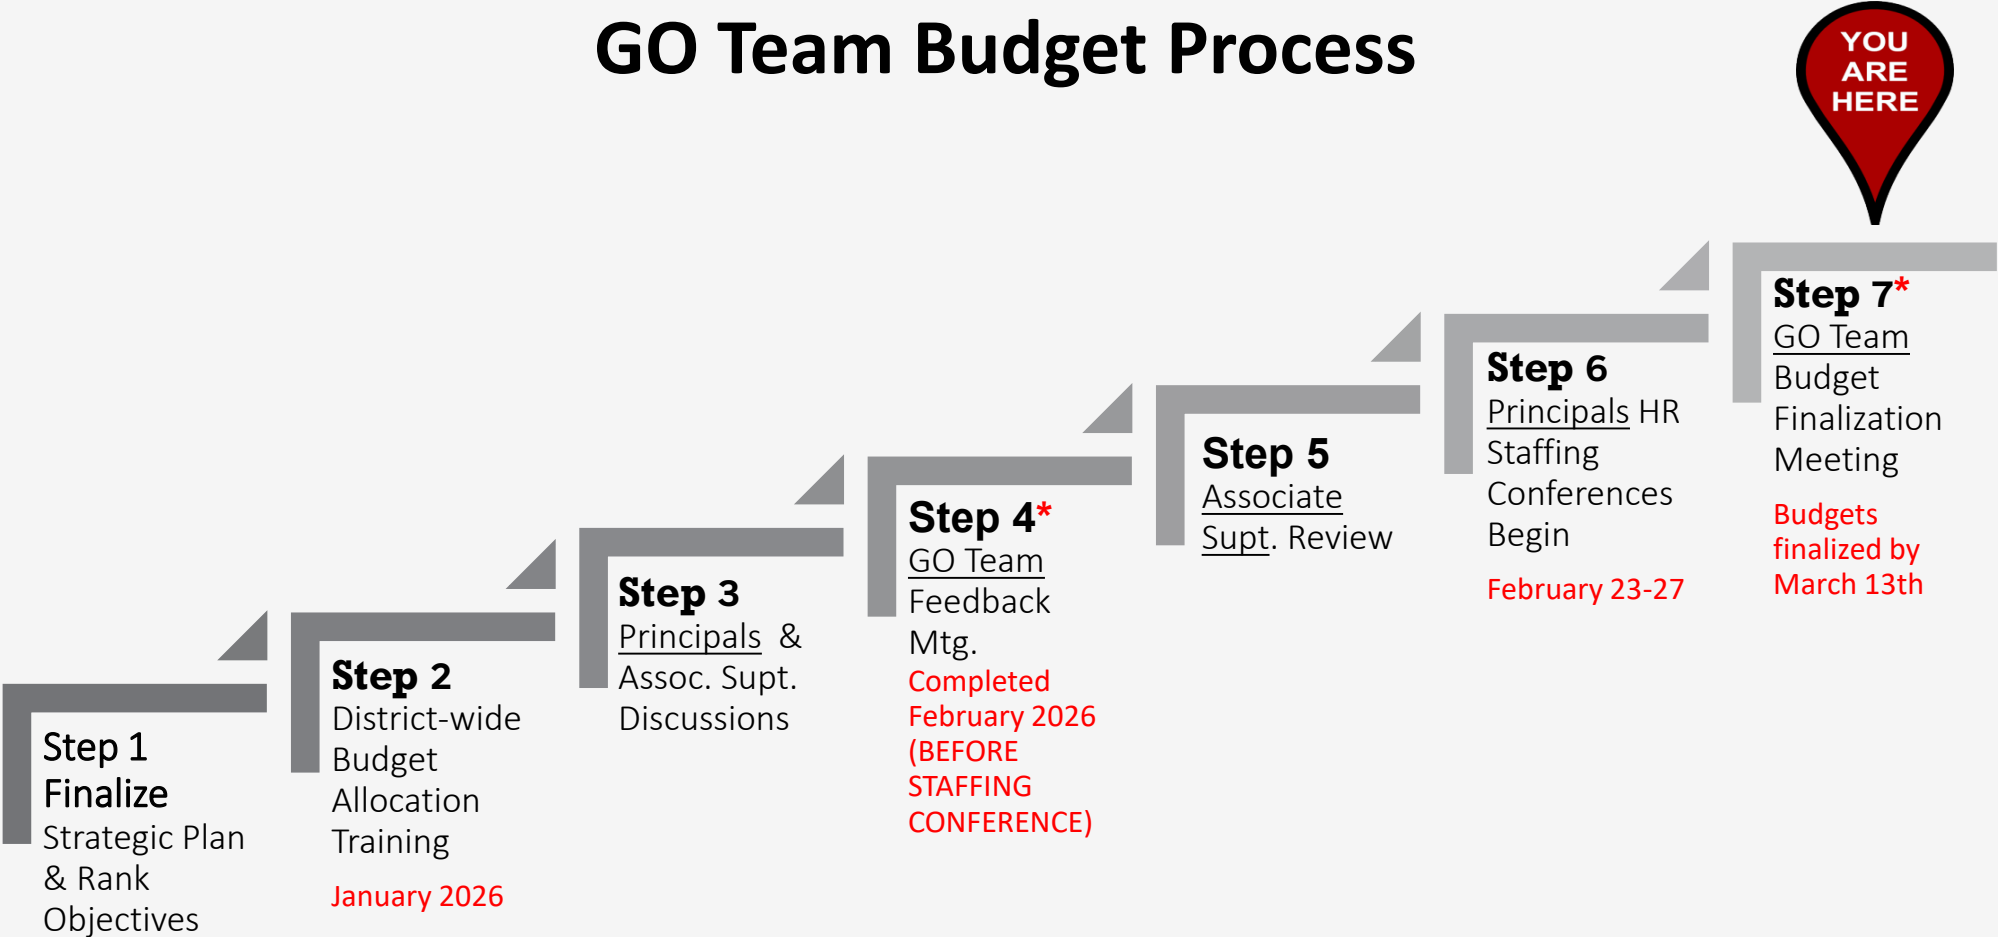 GO Team Budget Process
YOU
ARE
HERE
Step 1
Finalize
Strategic Plan
& Rank
Objectives
Step 2
District-wide
Budget
Allocation
Training
January 2026
Step 3
Principals &
Assoc. Supt.
Discussions
Step 4*
GO Team
Feedback
Mtg.
Completed
February 2026
(BEFORE
STAFFING
CONFERENCE)
Step 5
Associate
Supt. Review
Step 6
Principals HR
Staffing
Conferences
Begin
February 23-27
Step 7*
GO Team
Budget
Finalization
Meeting
Budgets
finalized by
March 13th